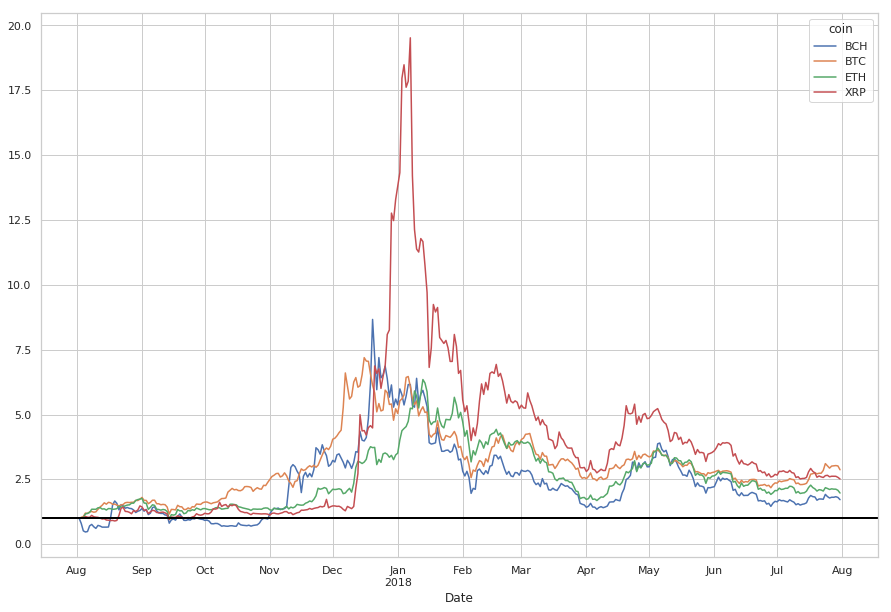 20.0
17.5
15.0
12.5
10.0
7.5
5.0
2.5
0.0
coin
BCH
BTC
ETH
XRP
Aug Sep Oct Nov Dec Jan Feb Mar Apr May Jun Jul Aug
2018
Date